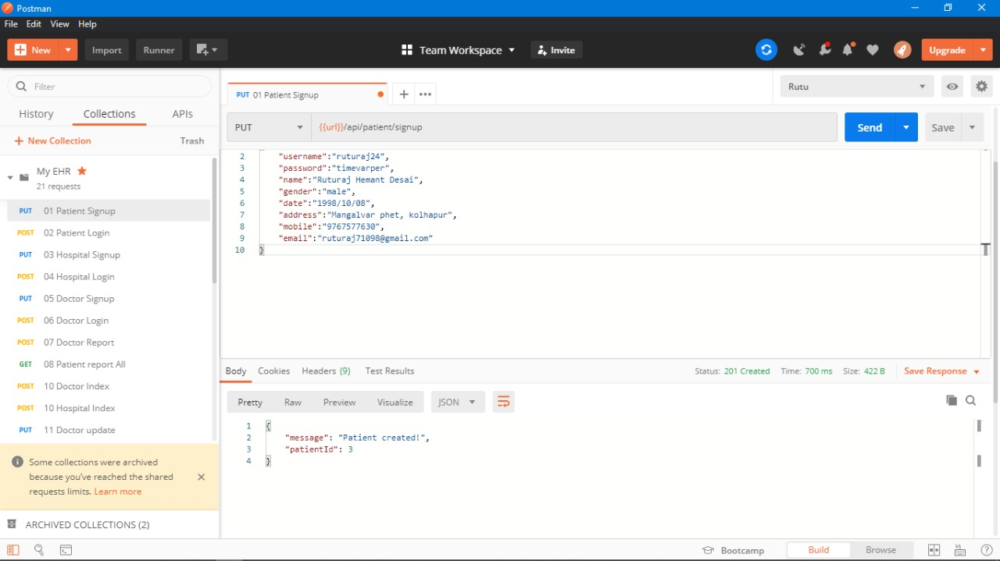 Postman
File Edit View Help
New Import Runner Team Workspace Invite Upgrade
Filter
History Collections APIs
+ New Collection Trash
My EHR
21 requests
PUT 01 Patient Signup
POST 02 Patient Login
PUT 03 Hospital Signup
POST 04 Hospital Login
PUT 05 Doctor Signup
POST 06 Doctor Login
POST 07 Doctor Report
GET 08 Patient report All
POST 10 Doctor Index
POST 10 Hospital Index
PUT 11 Doctor update
Some collections were archived
because you've reached the shared
requests limits. Learn more
ARCHIVED COLLECTIONS (2)
PUT 01 Patient Signup
Rutu
PUT {{url}}/api/patient/signup Send Save
2 "username":"ruturaj24",
3 "password":"timevarper",
4 "name":"Ruturaj Hemant Desai",
5 "gender":"male",
6 "date":"1998/10/08",
7 "address":"Mangalvar phet, kolhapur",
8 "mobile":"9767577630",
9 "email":"ruturaj71098@gmail.com"
10 }
Body Cookies Headers (9) Test Results Status: 201 Created Time: 700 ms Size: 422 B Save Response
Pretty Raw Preview Visualize JSON
1 {
2 "message": "Patient created!",
3 "patientId": 3
4 }
Bootcamp Build Browse